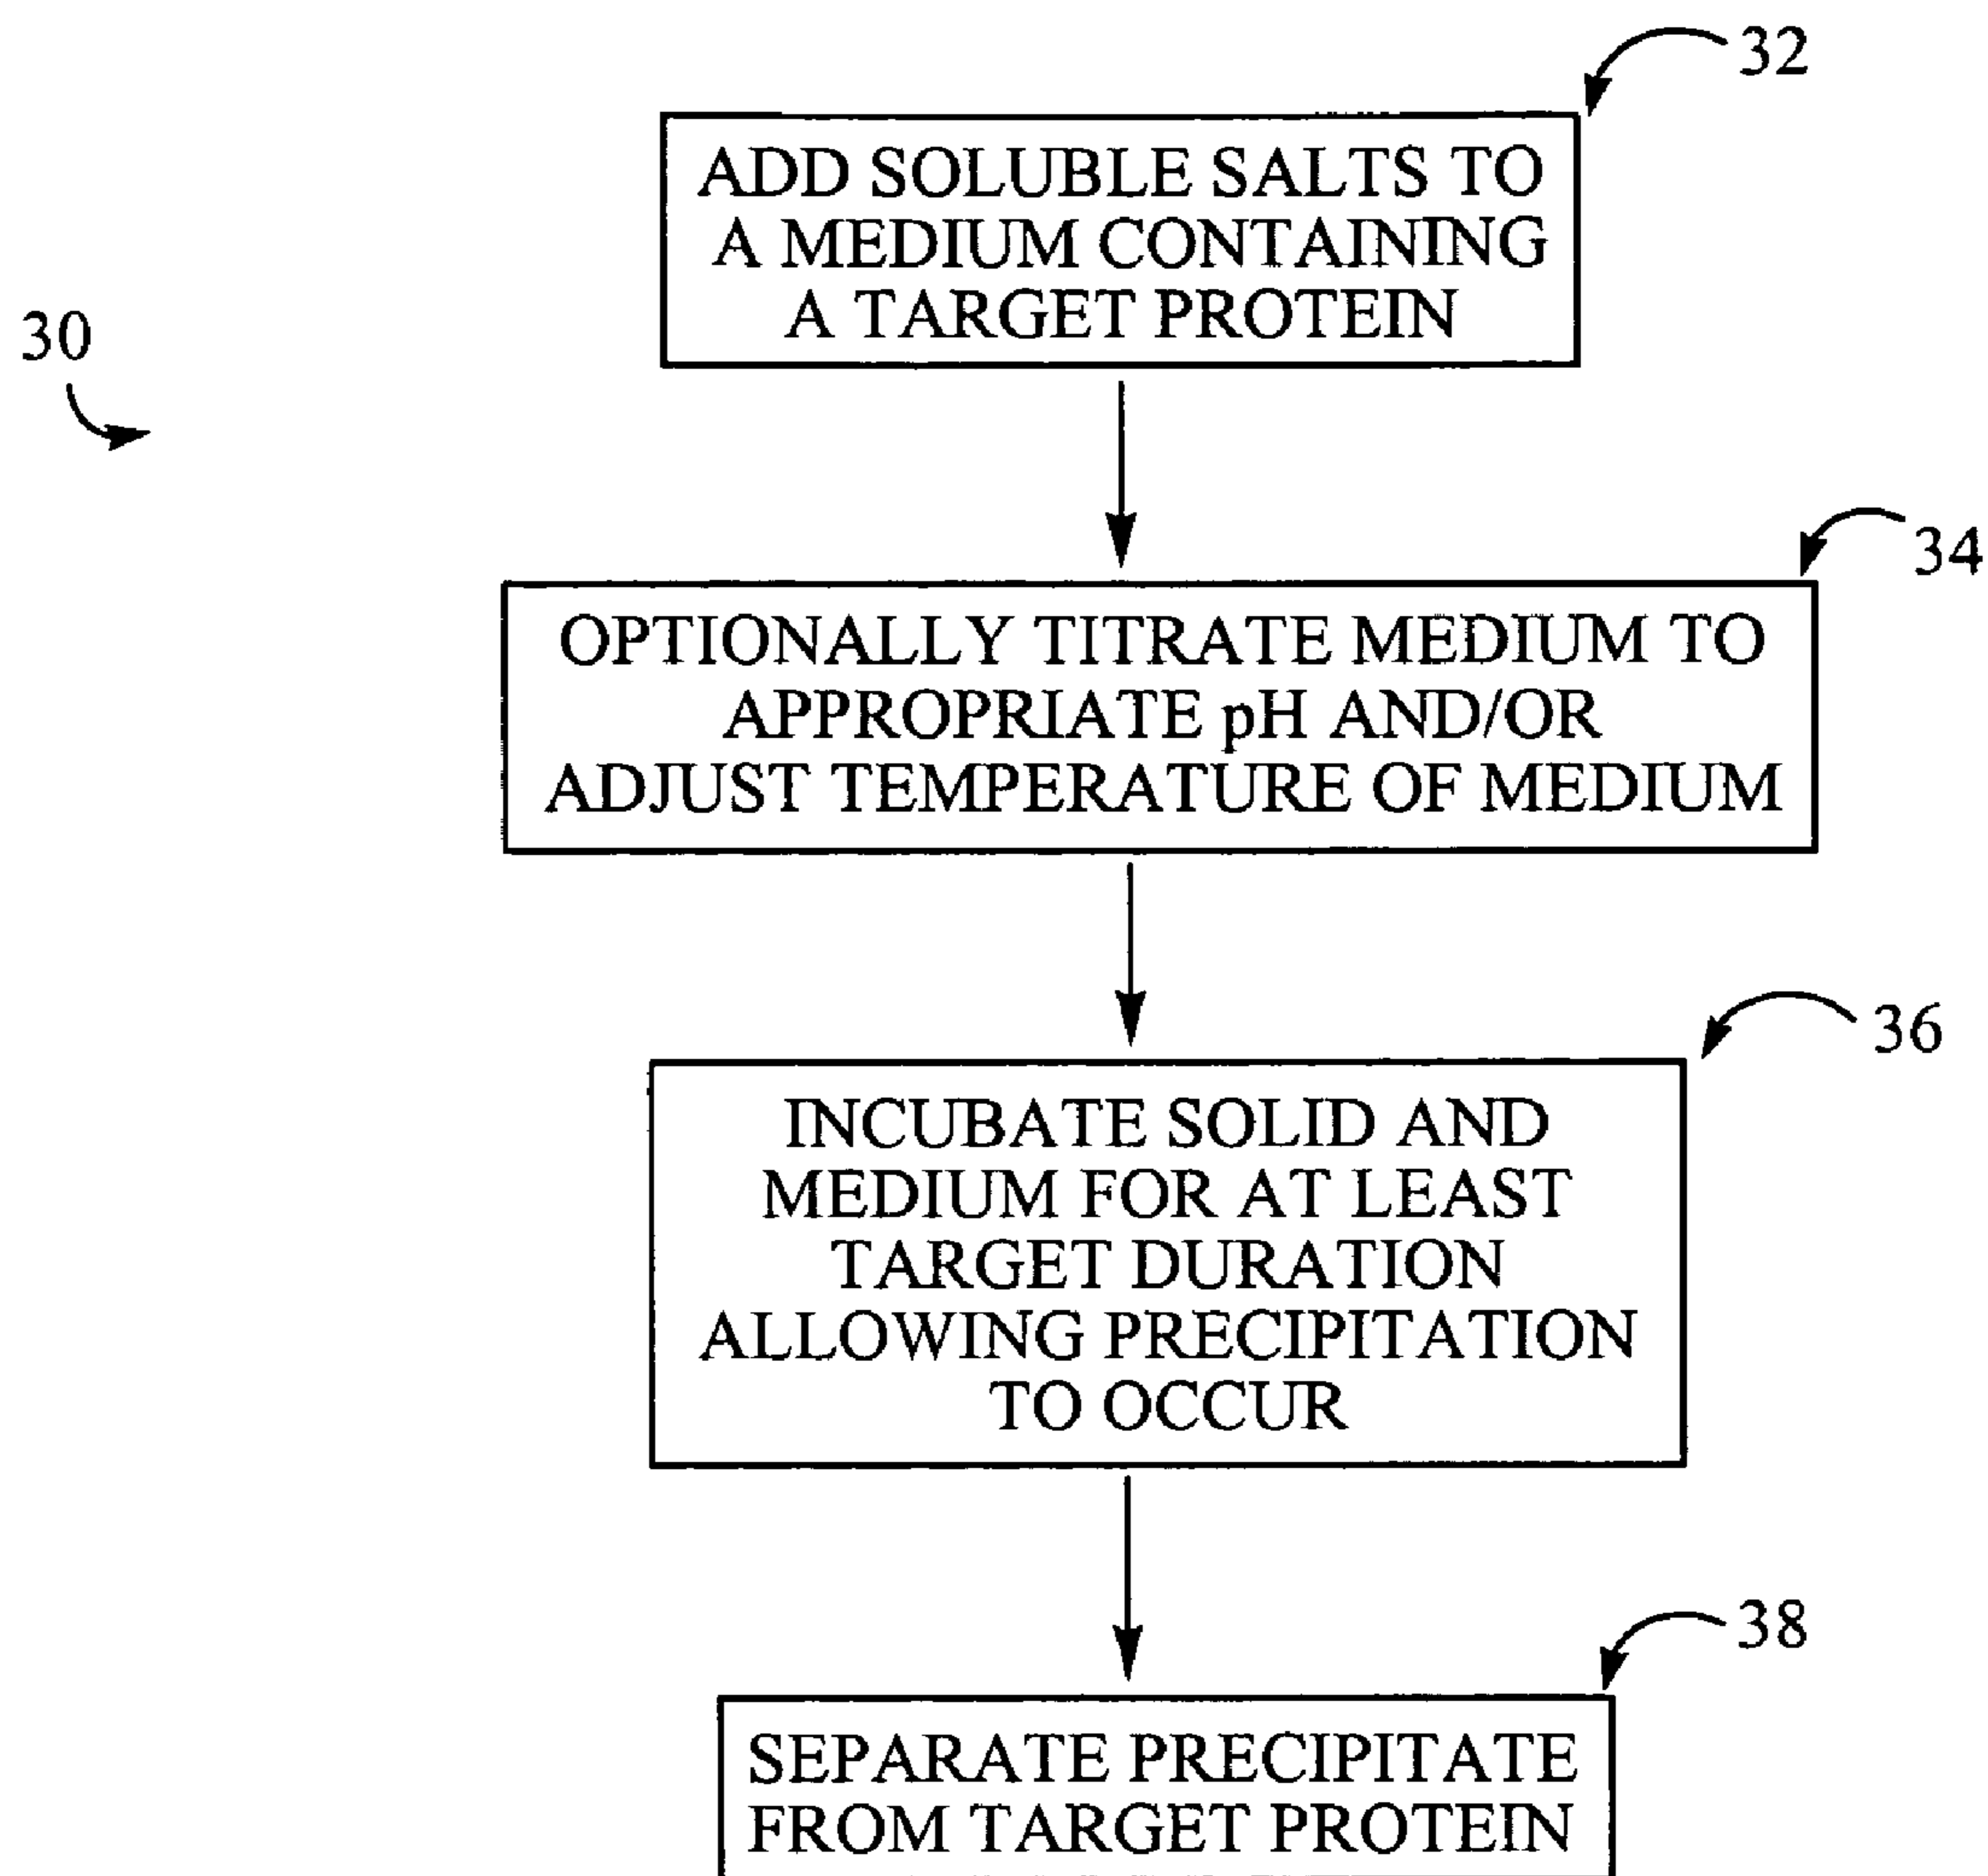 32
ADD SOLUBLE SALTS TO
A MEDIUM CONTAINING
A TARGET PROTEIN
30
34
OPTIONALLY TITRATE MEDIUM TO
APPROPRIATE pH AND/OR
ADJUST TEMPERATURE OF MEDIUM
36
INCUBATE SOLID AND
MEDIUM FOR AT LEAST
TARGET DURATION
ALLOWING PRECIPITATION
TO OCCUR
38
SEPARATE PRECIPITATE
FROM TARGET PROTEIN